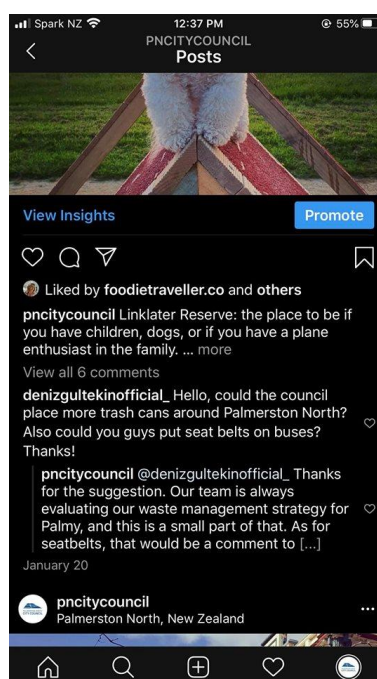 Spark NZ 12:37 PM 55%
PNCITYCOUNCIL
Posts
View Insights
Promote
Liked by foodietraveller.co and others
pncitycouncil Linklater Reserve: the place to be if
you have children, dogs, or if you have a plane
enthusiast in the family. ... more
View all 6 comments
denizgultekinofficial_ Hello, could the council
place more trash cans around Palmerston North?
Also could you guys put seat belts on buses?
Thanks!
pncitycouncil @denizgultekinofficial_ Thanks
for the suggestion. Our team is always
evaluating our waste management strategy for
Palmy, and this is a small part of that. As for
seatbelts, that would be a comment to [...]
January 20
pncitycouncil
Palmerston North, New Zealand